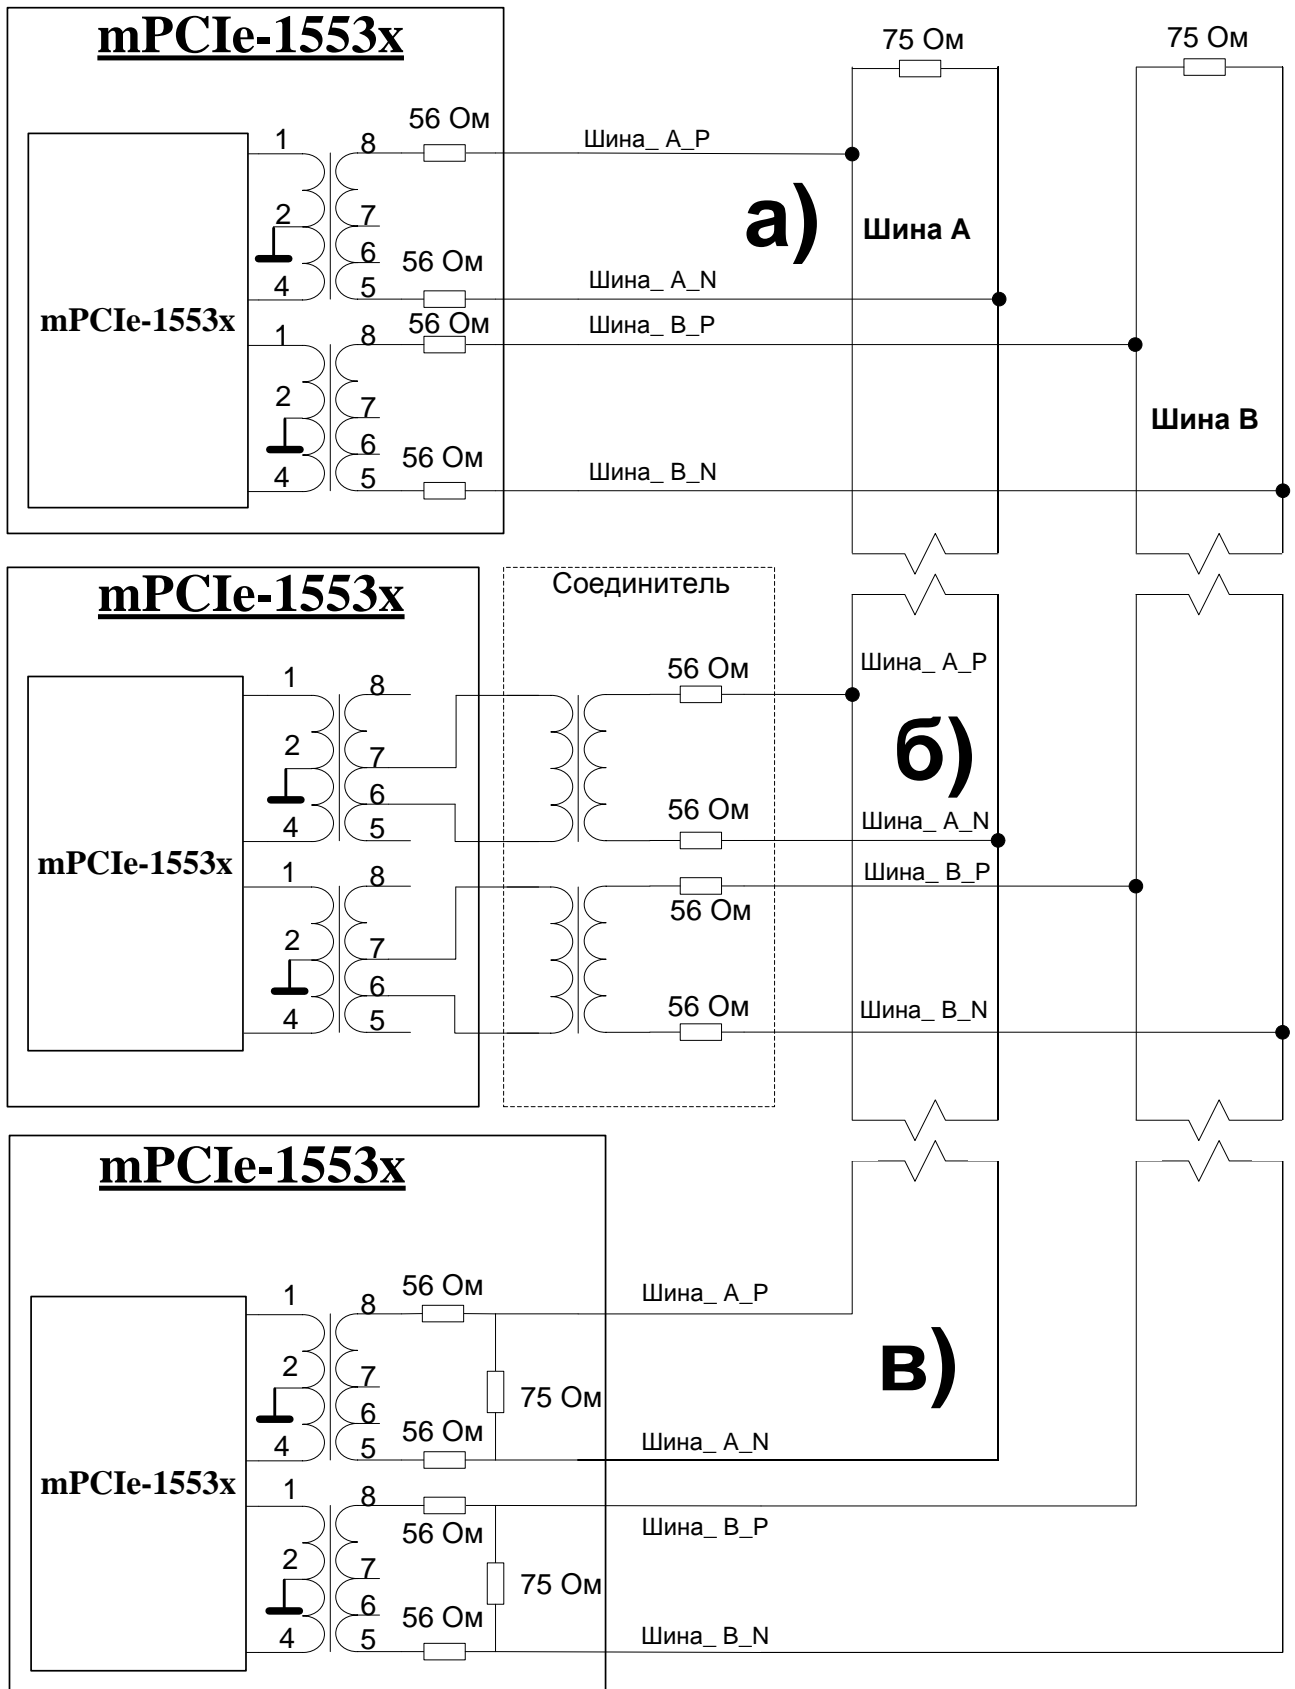 mPCIe-1553x
75 Ом
75 Ом
56 Ом
1
8
Шина_ A_P
а)
2
7
Шина А
56 Ом
6
4
5
Шина_ A_N
mPCIe-1553x
56 Ом
Шина_ B_P
1
8
2
7
Шина В
6
56 Ом
4
5
Шина_ B_N
mPCIe-1553x
Соединитель
56 Ом
Шина_ A_P
1
8
б)
2
7
6
56 Ом
4
5
Шина_ A_N
mPCIe-1553x
1
8
Шина_ B_P
56 Ом
2
7
6
56 Ом
4
5
Шина_ B_N
mPCIe-1553x
56 Ом
1
8
Шина_ A_P
в)
2
7
75 Ом
6
56 Ом
4
5
Шина_ A_N
mPCIe-1553x
1
8
56 Ом
Шина_ B_P
2
7
75 Ом
6
56 Ом
4
5
Шина_ B_N